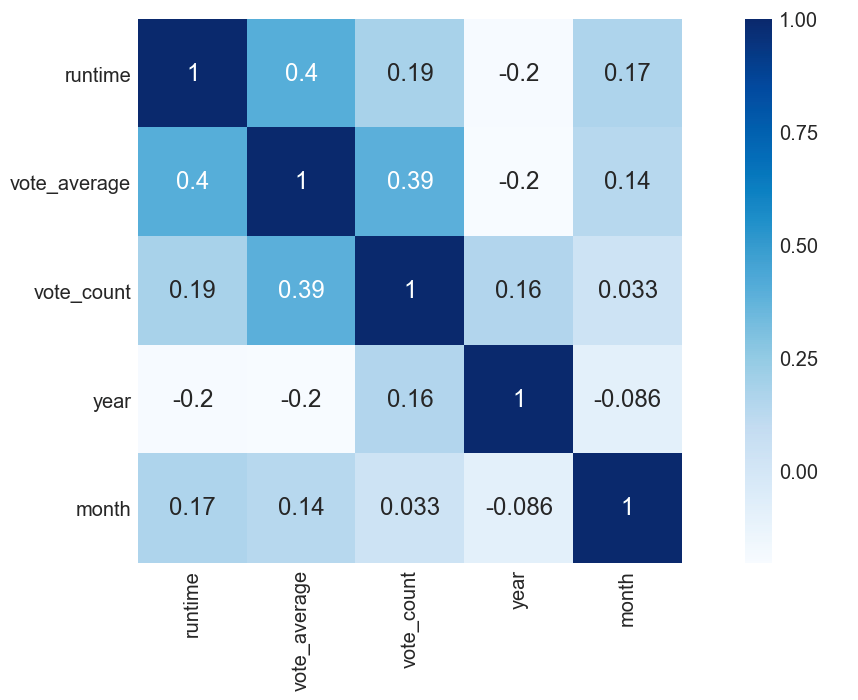 runtime 1 0.4 0.19 -0.2 0.17
vote_average 0.4 1 0.39 -0.2 0.14
vote_count 0.19 0.39 1 0.16 0.033
year -0.2 -0.2 0.16 1 -0.086
month 0.17 0.14 0.033 -0.086 1
runtime
vote_average
vote_count
year
month
1.00
0.75
0.50
0.25
0.00